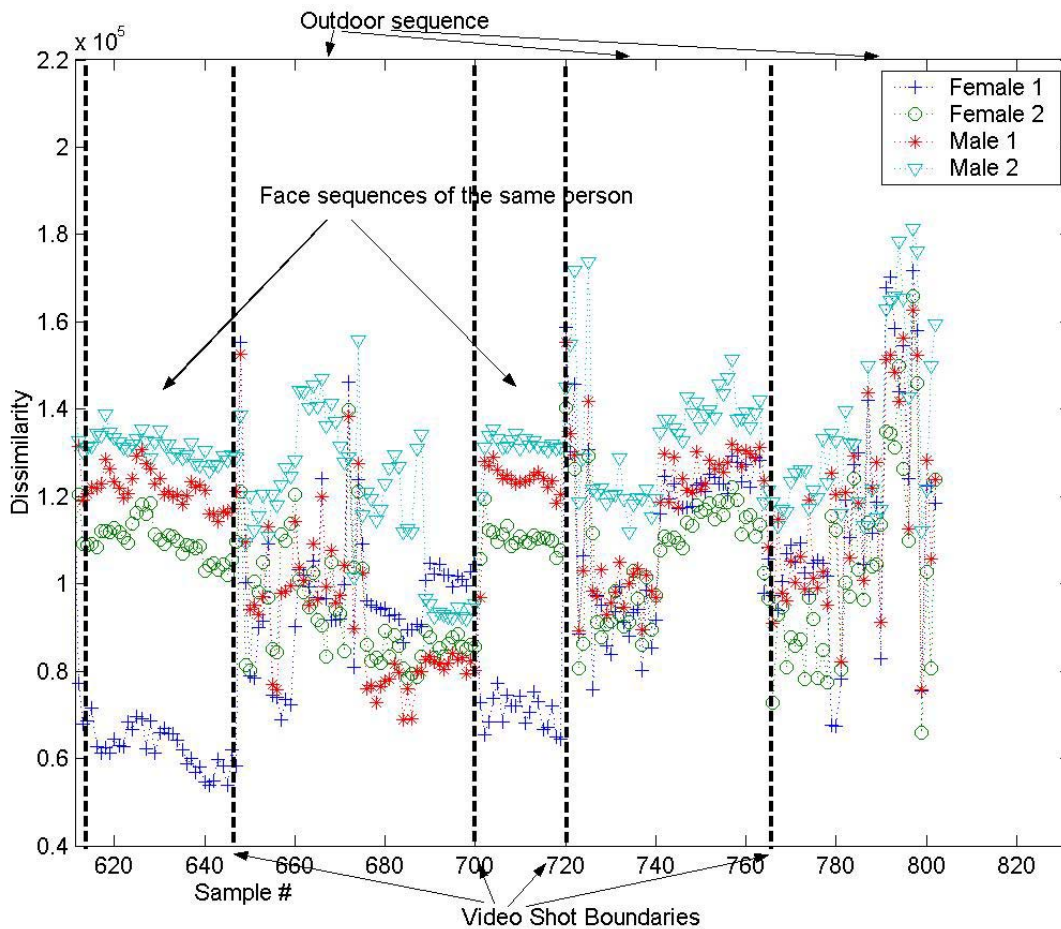 Outdoor sequence
x 10^5
2.2
2
1.8
1.6
1.4
1.2
1
0.8
0.6
0.4
Dissimilarity
Female 1
Female 2
Male 1
Male 2
Face sequences of the same person
620 640 660 680 700 720 740 760 780 800 820
Sample #
Video Shot Boundaries